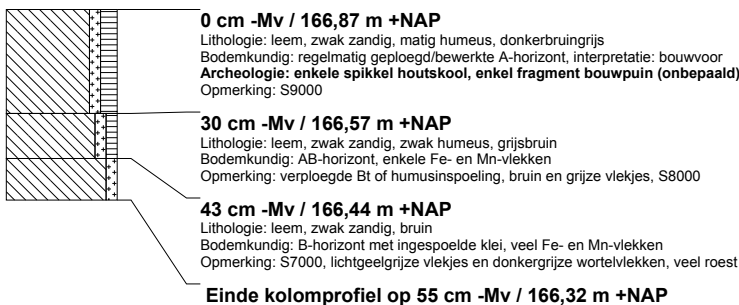 0 cm -Mv / 166,87 m +NAP
Lithologie: leem, zwak zandig, matig humeus, donkerbruingrijs
Bodemkundig: regelmatig geploegd/bewerkte A-horizont, interpretatie: bouwvoor
Archeologie: enkele spikkel houtskool, enkel fragment bouwpuin (onbepaald)
Opmerking: S9000
30 cm -Mv / 166,57 m +NAP
Lithologie: leem, zwak zandig, zwak humeus, grijsbruin
Bodemkundig: AB-horizont, enkele Fe- en Mn-vlekken
Opmerking: verploegde Bt of humusinspoeling, bruin en grijze vlekjes, S8000
43 cm -Mv / 166,44 m +NAP
Lithologie: leem, zwak zandig, bruin
Bodemkundig: B-horizont met ingespoelde klei, veel Fe- en Mn-vlekken
Opmerking: S7000, lichtgeelgrijze vlekjes en donkergrijze wortelvlekken, veel roest
Einde kolomprofiel op 55 cm -Mv / 166,32 m +NAP